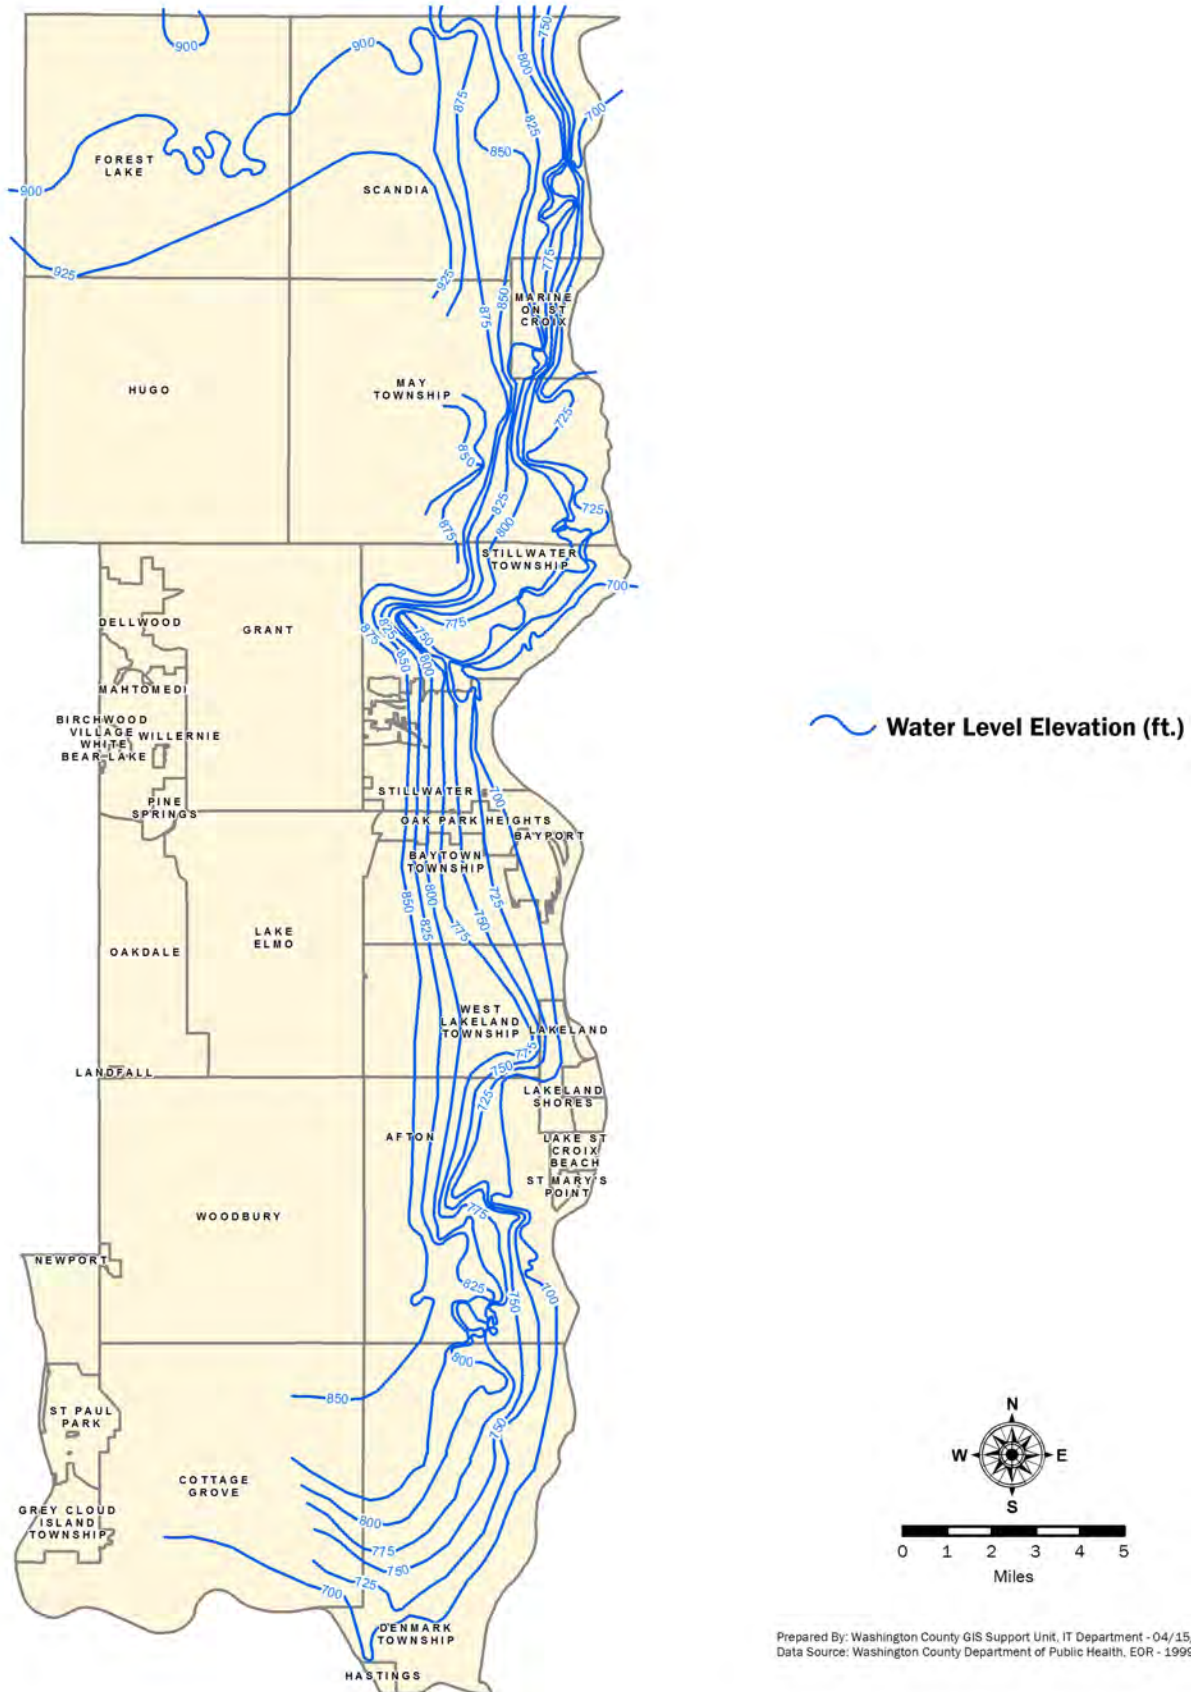 750
900
900
800
875
700
825
850
FOREST
LAKE
SCANDIA
900
775
925
925
850
MARINE
ON ST
CROIX
875
HUGO
MAY
TOWNSHIP
725
850
825
725
800
875
STILLWATER
TOWNSHIP
700
DELLWOOD
GRANT
775
750
825
875
850
800
MAHTOMEDI
BIRCHWOOD
VILLAGE
WILLERNIE
WHITE
BEAR LAKE
Water Level Elevation (ft.)
STILLWATER
700
PINE
SPRINGS
OAK PARK HEIGHTS
BAYPORT
BAYTOWN
TOWNSHIP
850
800
725
750
825
775
LAKE
ELMO
OAKDALE
WEST
LAKELAND
TOWNSHIP
LAKELAND
775
750
LANDFALL
725
LAKELAND
SHORES
AFTON
LAKE ST
CROIX
BEACH
ST MARY'S
POINT
775
WOODBURY
NEWPORT
825
700
750
800
850
ST PAUL
PARK
750
COTTAGE
GROVE
GREY CLOUD
ISLAND
TOWNSHIP
800
775
750
725
700
DENMARK
TOWNSHIP
HASTINGS
N
W
E
S
0 1 2 3 4 5
Miles
Prepared By: Washington County GIS Support Unit, IT Department - 04/15/
Data Source: Washington County Department of Public Health, EOR - 1999